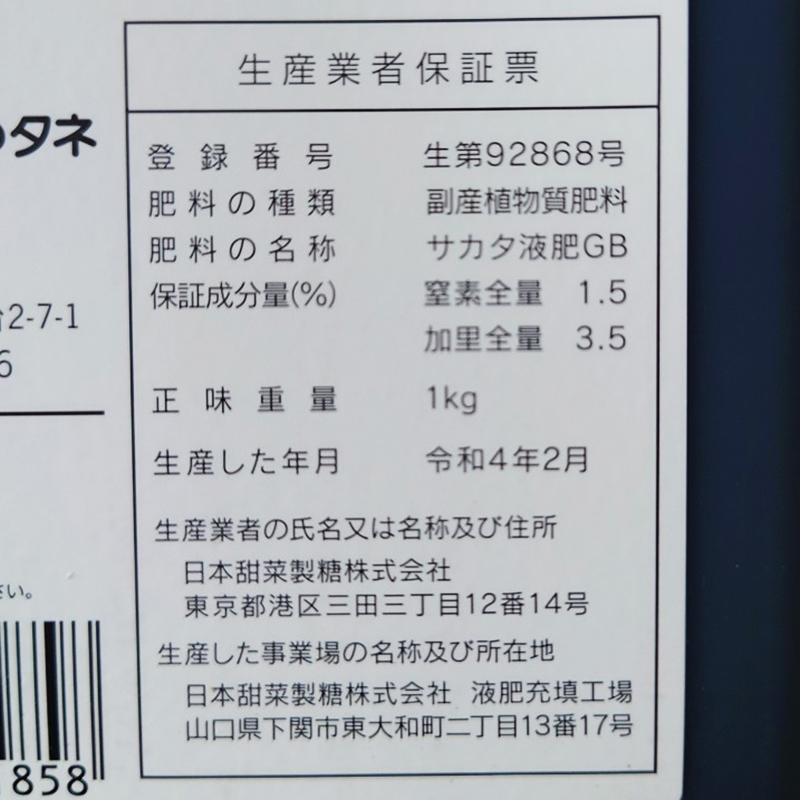 生産業者保証票
のタネ
登録番号 生第92868号
肥料の種類 副産植物質肥料
肥料の名称 サカタ液肥GB
保証成分量(%) 窒素全量 1.5
加里全量 3.5
台2-7-1
6
正味重量 1kg
生産した年月 令和4年2月
生産業者の氏名又は名称及び住所
日本甜菜製糖株式会社
東京都港区三田三丁目12番14号
さい。
生産した事業場の名称及び所在地
日本甜菜製糖株式会社 液肥充填工場
山口県下関市東大和町二丁目13番17号
858